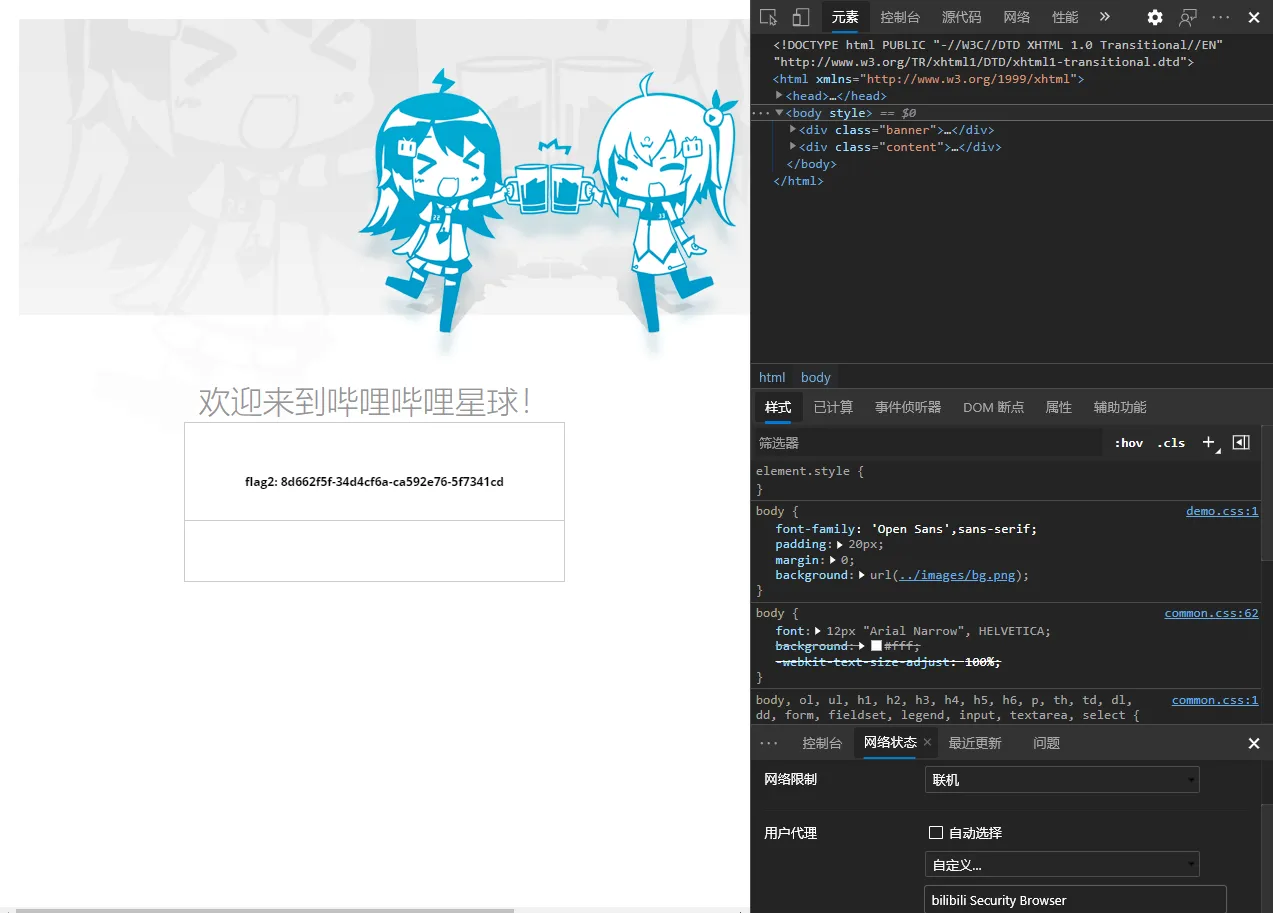 欢迎来到哔哩哔哩星球!
flag2: 8d662f5f-34d4cf6a-ca592e76-5f7341cd
元素 控制台 源代码 网络 性能
<!DOCTYPE html PUBLIC "-//W3C//DTD XHTML 1.0 Transitional//EN"
"http://www.w3.org/TR/xhtml1/DTD/xhtml1-transitional.dtd">
<html xmlns="http://www.w3.org/1999/xhtml">
<head>…</head>
<body style> == $0
<div class="banner">…</div>
<div class="content">…</div>
</body>
</html>
html body
样式 已计算 事件侦听器 DOM 断点 属性 辅助功能
筛选器 :hov .cls +
element.style {
}
body { demo.css:1
font-family: 'Open Sans',sans-serif;
padding: 20px;
margin: 0;
background: url(../images/bg.png);
}
body { common.css:62
font: 12px "Arial Narrow", HELVETICA;
background: #fff;
-webkit-text-size-adjust: 100%;
}
body, ol, ul, h1, h2, h3, h4, h5, h6, p, th, td, dl, common.css:1
dd, form, fieldset, legend, input, textarea, select {
控制台 网络状态 最近更新 问题
网络限制 联机
用户代理 自动选择
自定义...
bilibili Security Browser